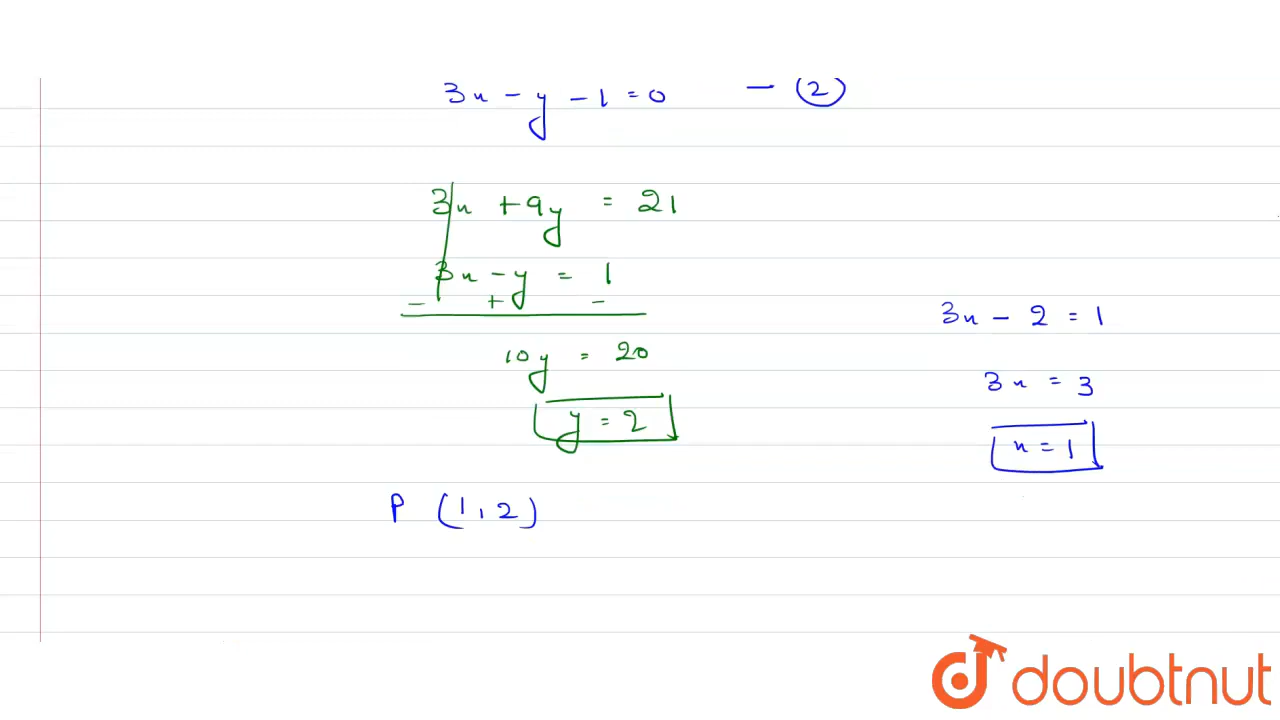 3x - y - 1 = 0 — (2)
3x + 9y = 21
3x - y = 1
- + -
10y = 20
y = 2
3x - 2 = 1
3x = 3
x = 1
P (1, 2)
doubtnut